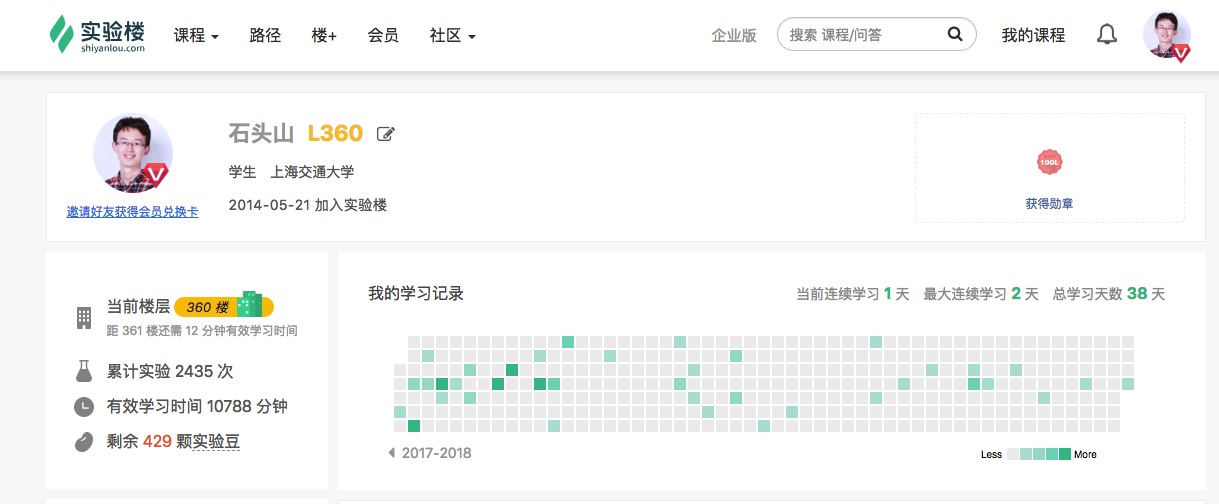 实验楼
shiyanlou.com
课程 路径 楼+ 会员 社区 企业版 搜索 课程/问答 我的课程
石头山 L360
学生 上海交通大学
2014-05-21 加入实验楼
邀请好友获得会员兑换卡
100L
获得勋章
当前楼层 360 楼
距 361 楼还需 12 分钟有效学习时间
累计实验 2435 次
有效学习时间 10788 分钟
剩余 429 颗实验豆
我的学习记录 当前连续学习 1 天 最大连续学习 2 天 总学习天数 38 天
2017-2018 Less More